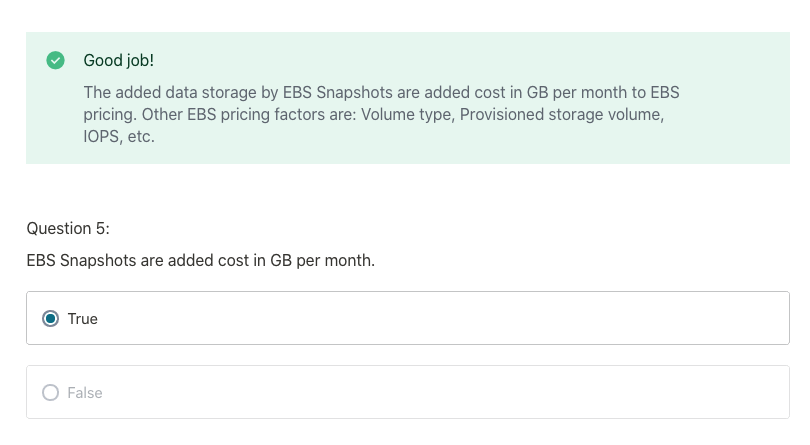 Good job!
The added data storage by EBS Snapshots are added cost in GB per month to EBS
pricing. Other EBS pricing factors are: Volume type, Provisioned storage volume,
IOPS, etc.
Question 5:
EBS Snapshots are added cost in GB per month.
True
False